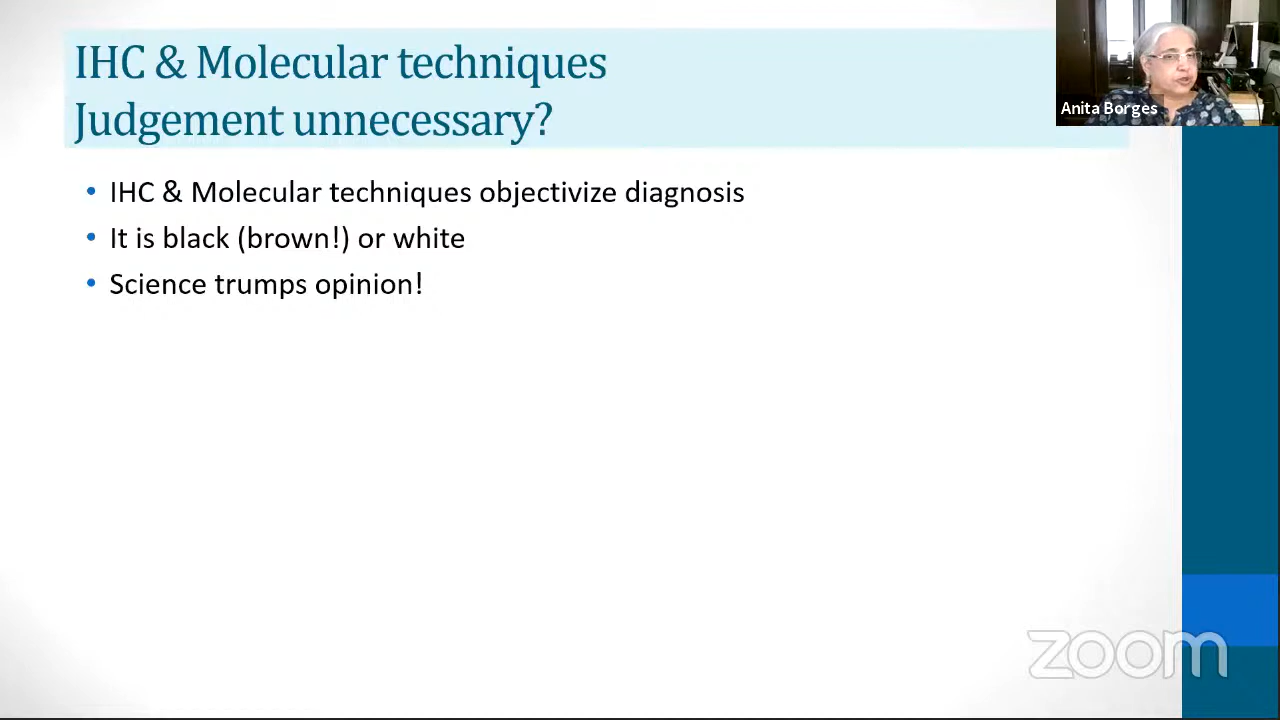 IHC & Molecular techniques
Judgement unnecessary?
Anita Borges
• IHC & Molecular techniques objectivize diagnosis
• It is black (brown!) or white
• Science trumps opinion!
zoom